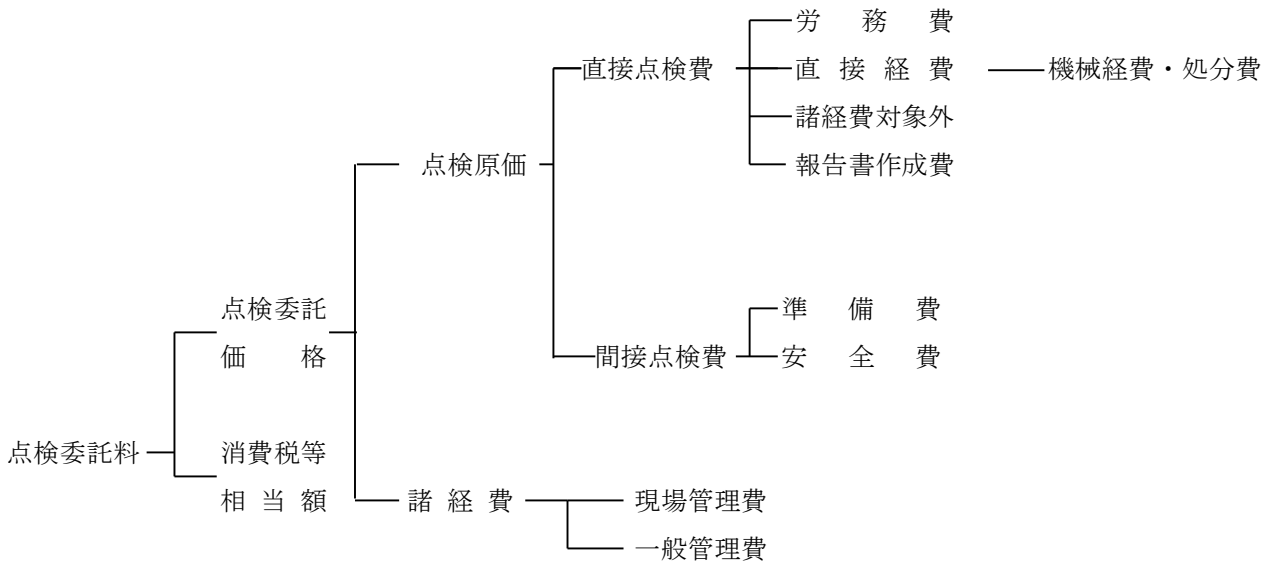 労務費
直接点検費 直接経費 機械経費・処分費
諸経費対象外
点検原価 報告書作成費
点検委託 準備費
価格 間接点検費 安全費
点検委託料 消費税等
相当額 諸経費 現場管理費
一般管理費